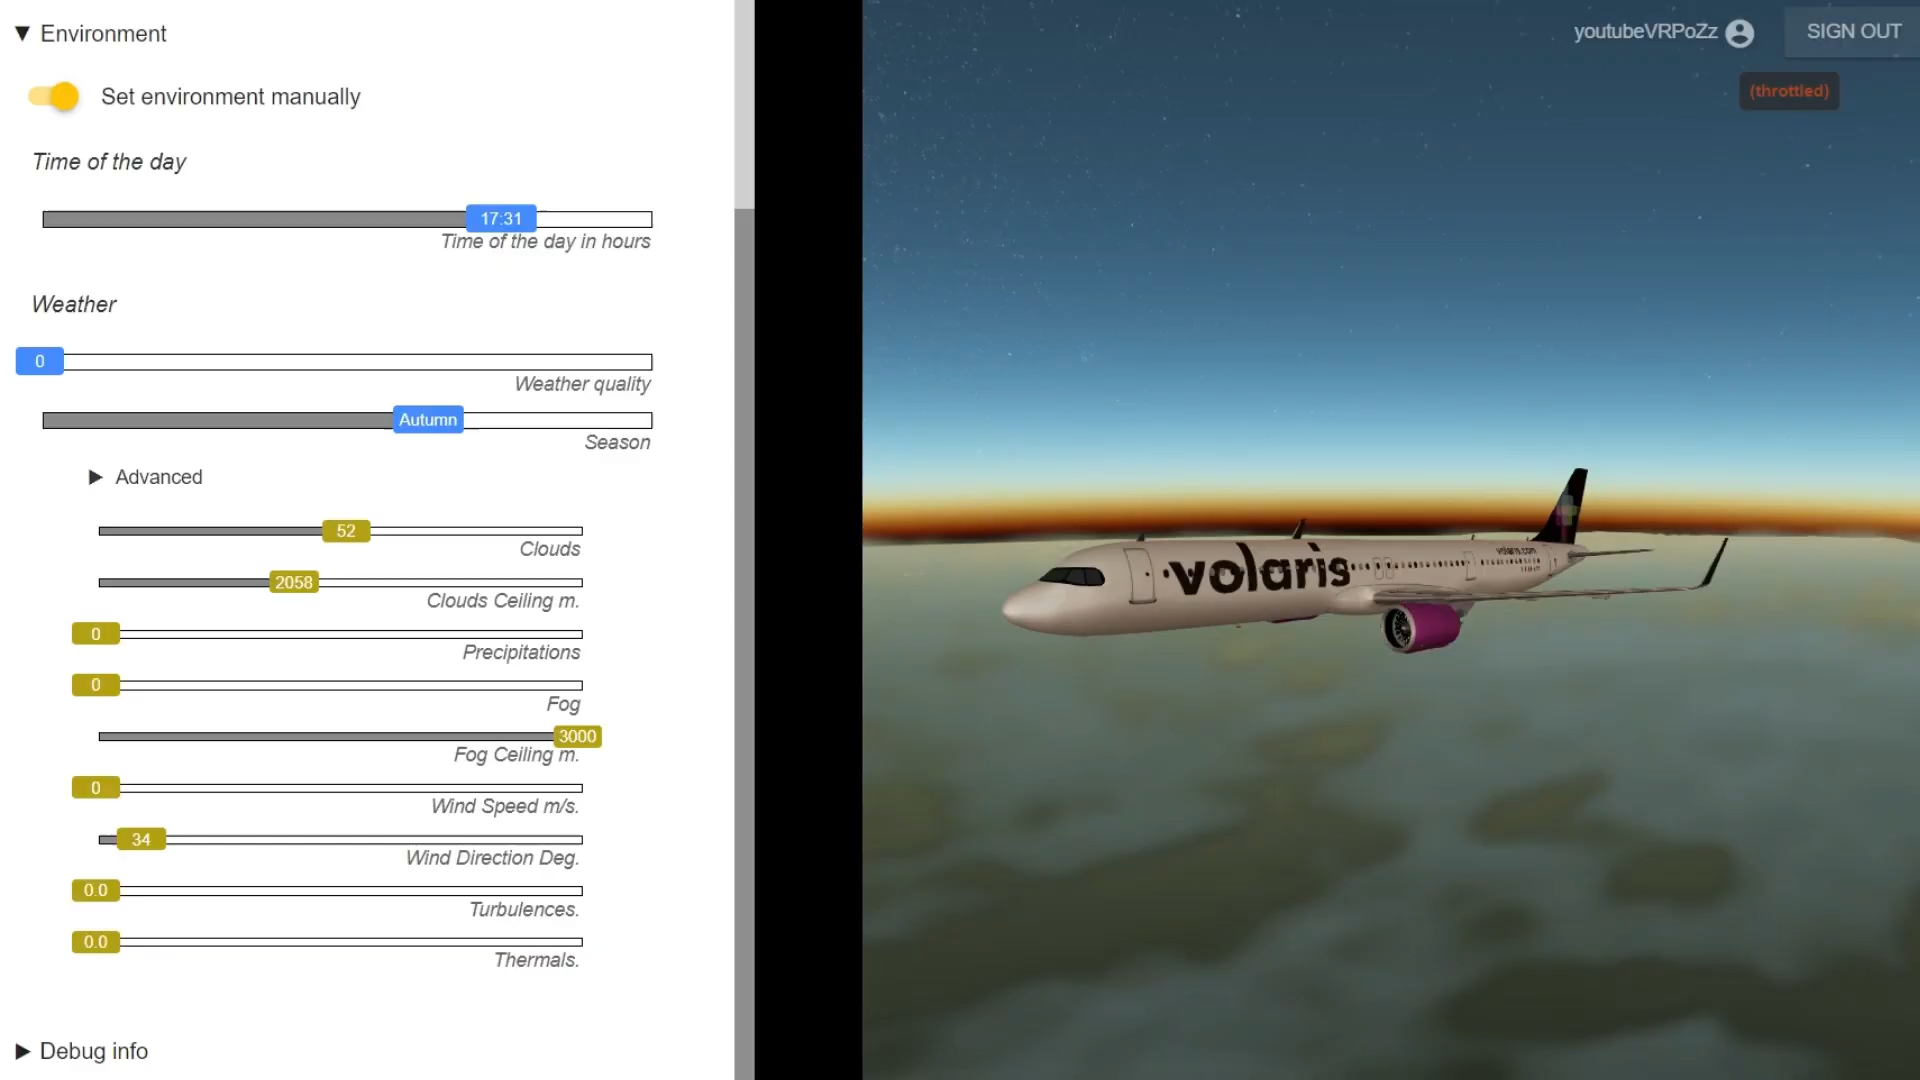 Environment
Set environment manually
Time of the day
17:31
Time of the day in hours
Weather
0
Weather quality
Autumn
Season
Advanced
52
Clouds
2058
Clouds Ceiling m.
0
Precipitations
0
Fog
3000
Fog Ceiling m.
0
Wind Speed m/s.
34
Wind Direction Deg.
0.0
Turbulences.
0.0
Thermals.
Debug info
youtubeVRPoZz
SIGN OUT
(throttled)
volaris
volaris.com